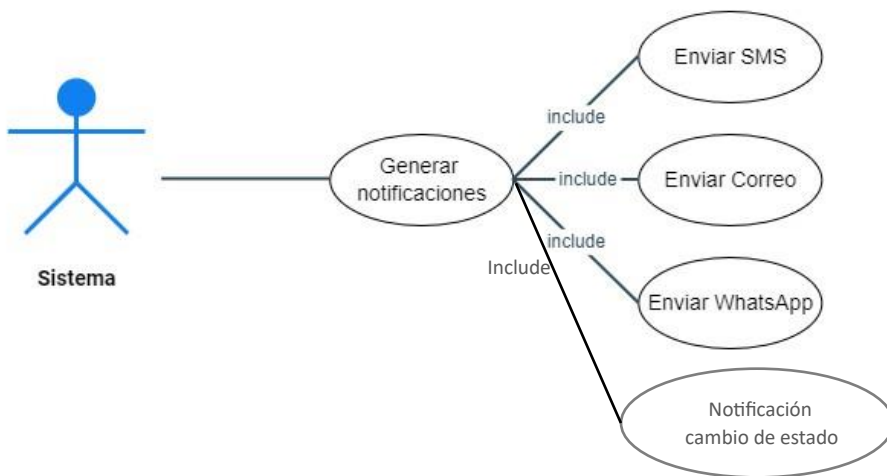 Enviar SMS
include
Generar
notificaciones
include
Enviar Correo
include
Include
Sistema
Enviar WhatsApp
Notificación
cambio de estado